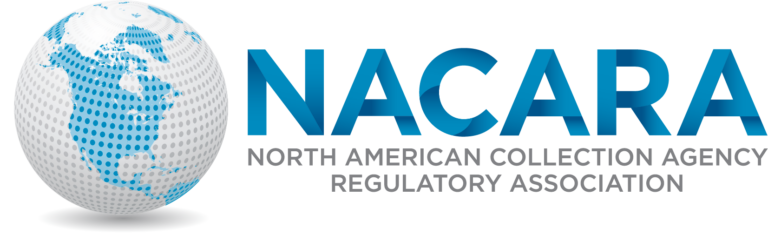 NACARA
NORTH AMERICAN COLLECTION AGENCY
REGULATORY ASSOCIATION